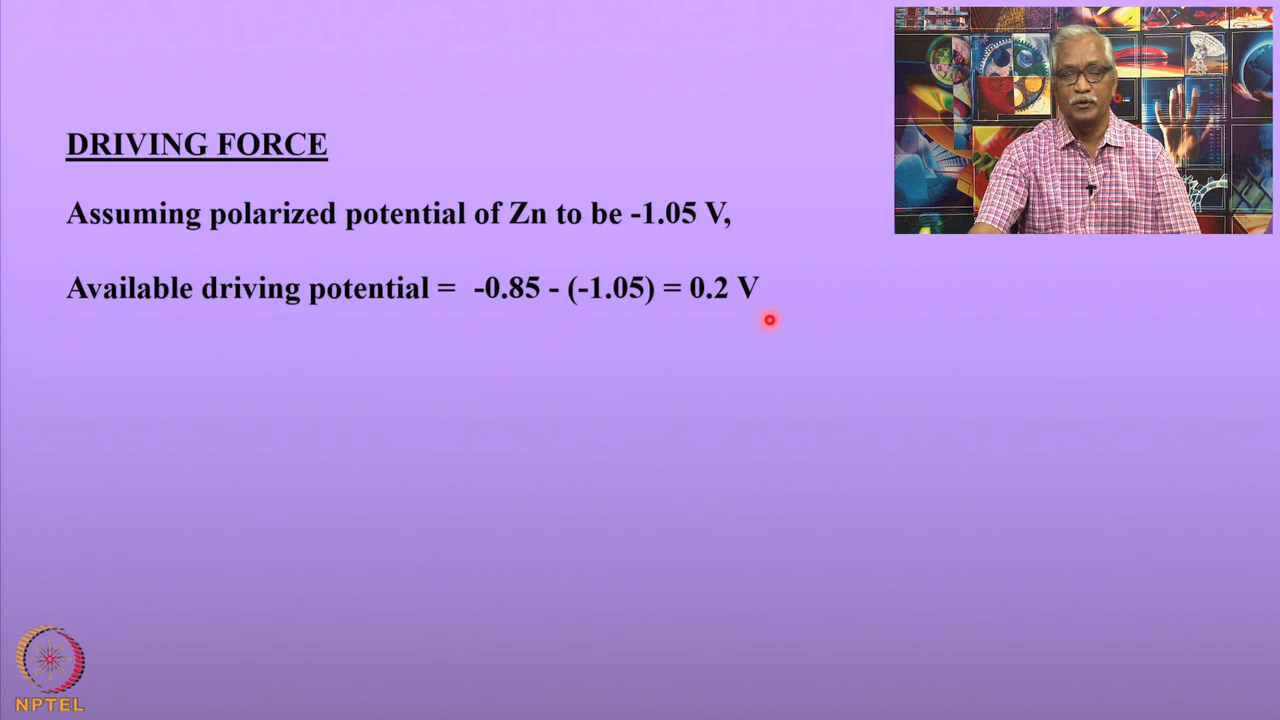 DRIVING FORCE
Assuming polarized potential of Zn to be -1.05 V,
Available driving potential = -0.85 - (-1.05) = 0.2 V
NPTEL